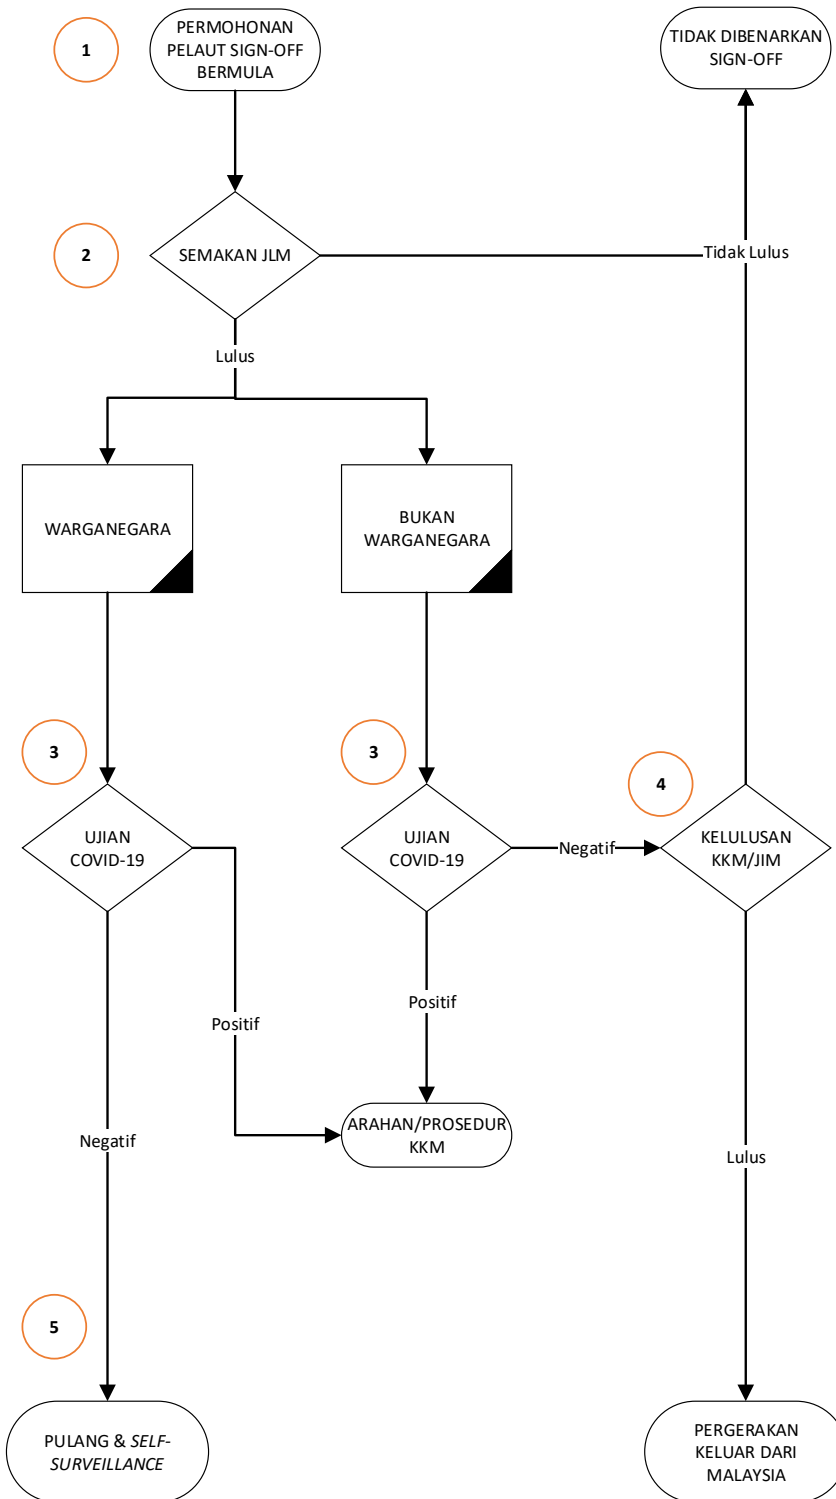 1
PERMOHONAN
PELAUT SIGN-OFF
BERMULA
TIDAK DIBENARKAN
SIGN-OFF
2
SEMAKAN JLM
Tidak Lulus
Lulus
WARGANEGARA
BUKAN
WARGANEGARA
3
3
4
UJIAN
COVID-19
UJIAN
COVID-19
Negatif
KELULUSAN
KKM/JIM
Positif
Positif
ARAHAN/PROSEDUR
KKM
Negatif
Lulus
5
PULANG & SELF-
SURVEILLANCE
PERGERAKAN
KELUAR DARI
MALAYSIA